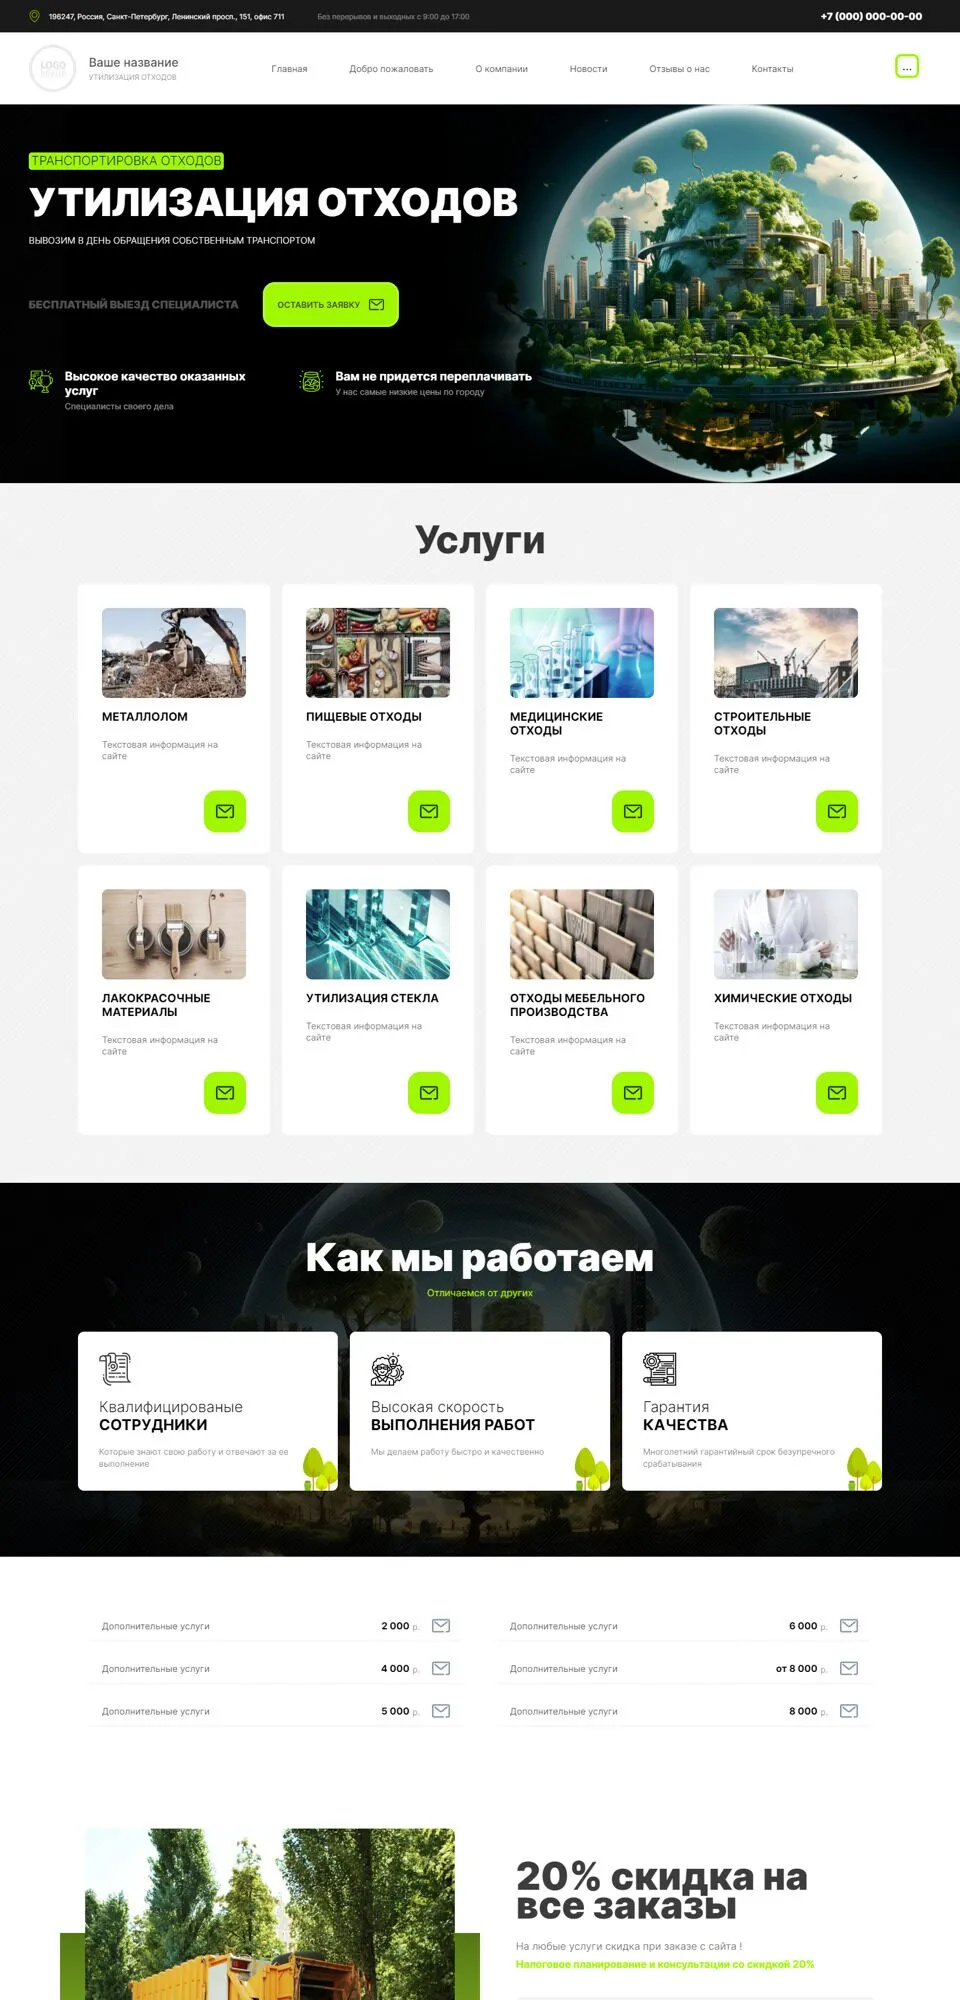 196247, Россия, Санкт-Петербург, Ленинский просп., 151, офис 711
Без перерывов и выходных с 9:00 до 17:00
+7 (000) 000-00-00
LOGO
Ваше название
УТИЛИЗАЦИЯ ОТХОДОВ
Главная
Добро пожаловать
О компании
Новости
Отзывы о нас
Контакты
...
ТРАНСПОРТИРОВКА ОТХОДОВ
УТИЛИЗАЦИЯ ОТХОДОВ
ВЫВОЗИМ В ДЕНЬ ОБРАЩЕНИЯ СОБСТВЕННЫМ ТРАНСПОРТОМ
БЕСПЛАТНЫЙ ВЫЕЗД СПЕЦИАЛИСТА
ОСТАВИТЬ ЗАЯВКУ
Высокое качество оказанных
услуг
Специалисты своего дела
Вам не придется переплачивать
У нас самые низкие цены по городу
Услуги
МЕТАЛЛОЛОМ
Текстовая информация на
сайте
ПИЩЕВЫЕ ОТХОДЫ
Текстовая информация на
сайте
МЕДИЦИНСКИЕ
ОТХОДЫ
Текстовая информация на
сайте
СТРОИТЕЛЬНЫЕ
ОТХОДЫ
Текстовая информация на
сайте
ЛАКОКРАСОЧНЫЕ
МАТЕРИАЛЫ
Текстовая информация на
сайте
УТИЛИЗАЦИЯ СТЕКЛА
Текстовая информация на
сайте
ОТХОДЫ МЕБЕЛЬНОГО
ПРОИЗВОДСТВА
Текстовая информация на
сайте
ХИМИЧЕСКИЕ ОТХОДЫ
Текстовая информация на
сайте
Как мы работаем
Отличаемся от других
Квалифицированые
СОТРУДНИКИ
Которые знают свою работу и отвечают за ее
выполнение
Высокая скорость
ВЫПОЛНЕНИЯ РАБОТ
Мы делаем работу быстро и качественно
Гарантия
КАЧЕСТВА
Многолетний гарантийный срок безупречного
срабатывания
Дополнительные услуги 2 000 р.
Дополнительные услуги 4 000 р.
Дополнительные услуги 5 000 р.
Дополнительные услуги 6 000 р.
Дополнительные услуги от 8 000 р.
Дополнительные услуги 8 000 р.
20% скидка на
все заказы
На любые услуги скидка при заказе с сайта !
Налоговое планирование и консультации со скидкой 20%